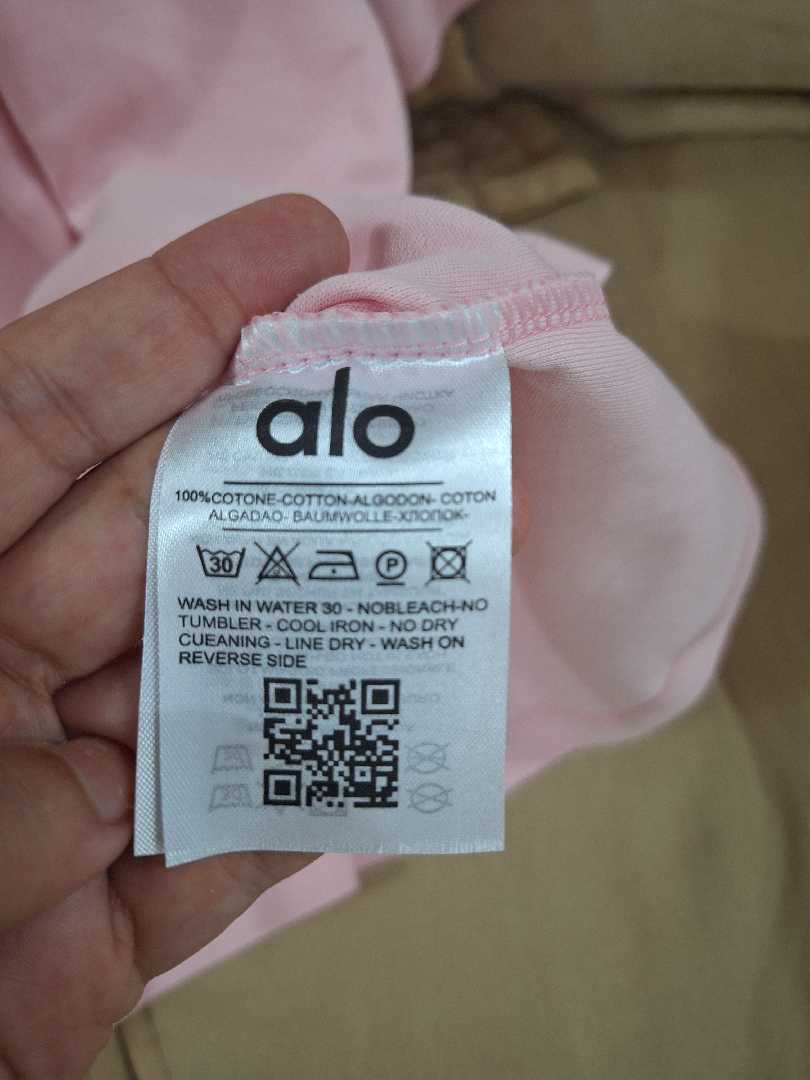 alo
100%COTONE-COTTON-ALGODON- COTON
ALGADAO- BAUMWOLLE-ХЛОПОК-
30
P
WASH IN WATER 30 - NOBLEACH-NO
TUMBLER - COOL IRON - NO DRY
CUEANING - LINE DRY - WASH ON
REVERSE SIDE